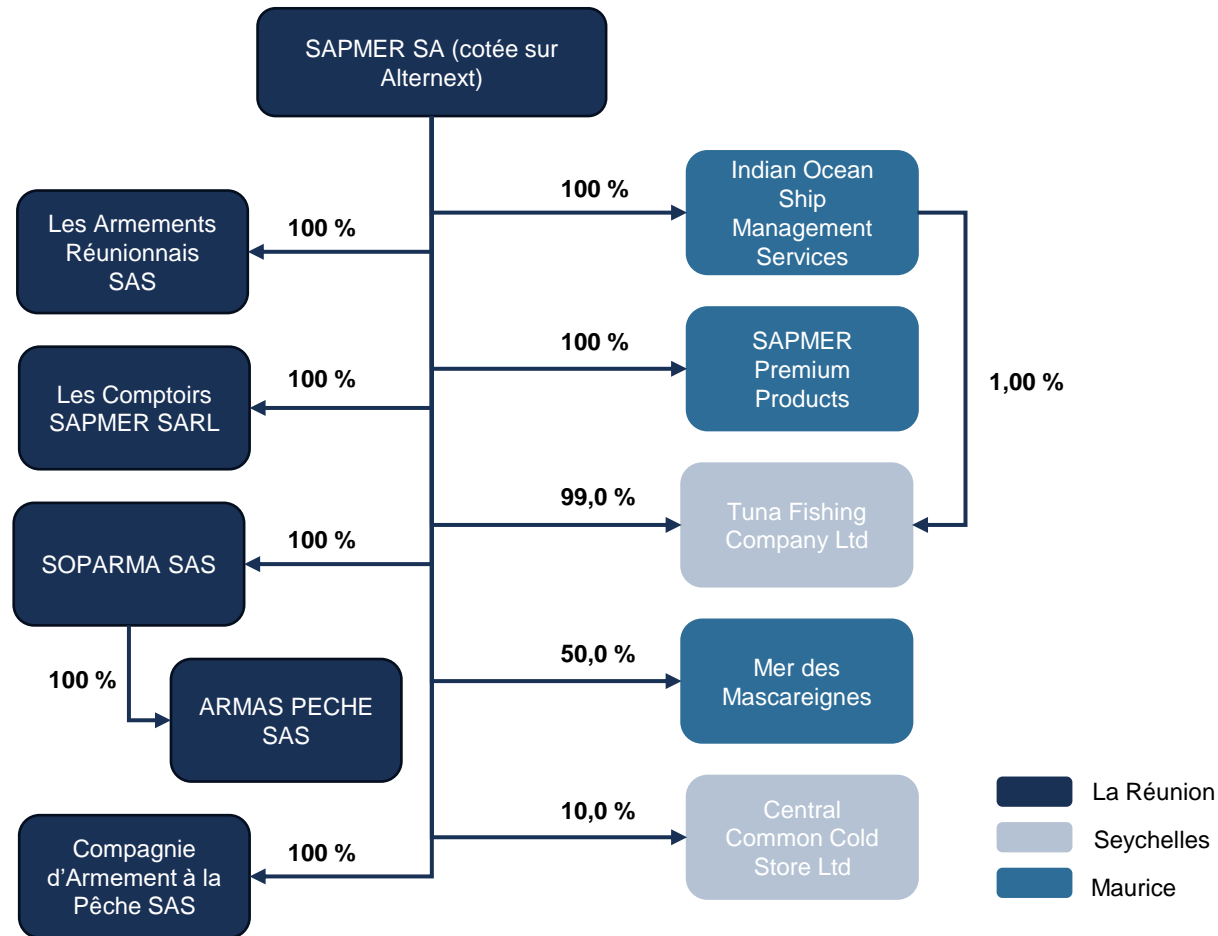 SAPMER SA (cotée sur
Alternext)
Les Armements
Réunionnais
SAS
100 %
100 %
Indian Ocean
Ship
Management
Services
Les Comptoirs
SAPMER SARL
100 %
100 %
SAPMER
Premium
Products
1,00 %
SOPARMA SAS
100 %
99,0 %
Tuna Fishing
Company Ltd
100 %
ARMAS PECHE
SAS
50,0 %
Mer des
Mascareignes
Compagnie
d’Armement à la
Pêche SAS
100 %
10,0 %
Central
Common Cold
Store Ltd
La Réunion
Seychelles
Maurice